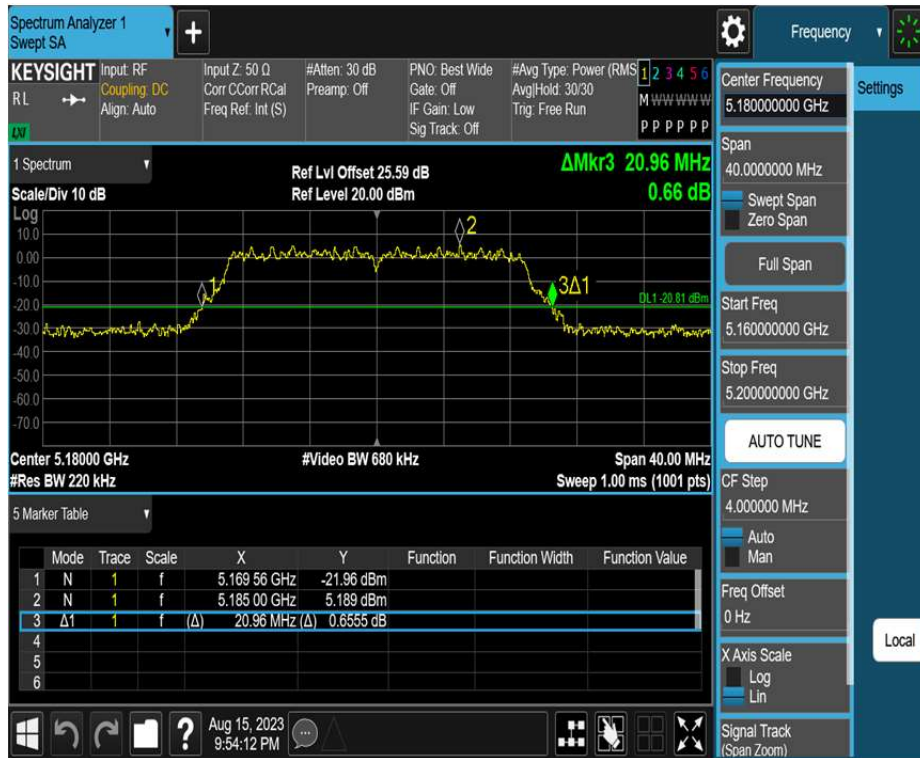 Spectrum Analyzer 1
Swept SA
+
Frequency
KEYSIGHT
RL
LXI
Input: RF
Coupling: DC
Align: Auto
Input Z: 50 Ω
Corr CCorr RCal
Freq Ref: Int (S)
#Atten: 30 dB
Preamp: Off
PNO: Best Wide
Gate: Off
IF Gain: Low
Sig Track: Off
#Avg Type: Power (RMS
Avg|Hold: 30/30
Trig: Free Run
1 2 3 4 5 6
M W W W W W
P P P P P P
1 Spectrum
Scale/Div 10 dB
Ref Lvl Offset 25.59 dB
Ref Level 20.00 dBm
ΔMkr3 20.96 MHz
0.66 dB
Log
10.0
0.00
-10.0
-20.0
-30.0
-40.0
-50.0
-60.0
-70.0
1
2
3Δ1
DL1 -20.81 dBm
Center 5.18000 GHz
#Res BW 220 kHz
#Video BW 680 kHz
Span 40.00 MHz
Sweep 1.00 ms (1001 pts)
5 Marker Table
Mode Trace Scale X Y Function Function Width Function Value
1 N 1 f 5.169 56 GHz -21.96 dBm
2 N 1 f 5.185 00 GHz 5.189 dBm
3 Δ1 1 f (Δ) 20.96 MHz (Δ) 0.6555 dB
4
5
6
?
Aug 15, 2023
9:54:12 PM
Center Frequency
5.180000000 GHz
Span
40.0000000 MHz
Swept Span
Zero Span
Full Span
Start Freq
5.160000000 GHz
Stop Freq
5.200000000 GHz
AUTO TUNE
CF Step
4.000000 MHz
Auto
Man
Freq Offset
0 Hz
X Axis Scale
Log
Lin
Signal Track
(Span Zoom)
Settings
Local